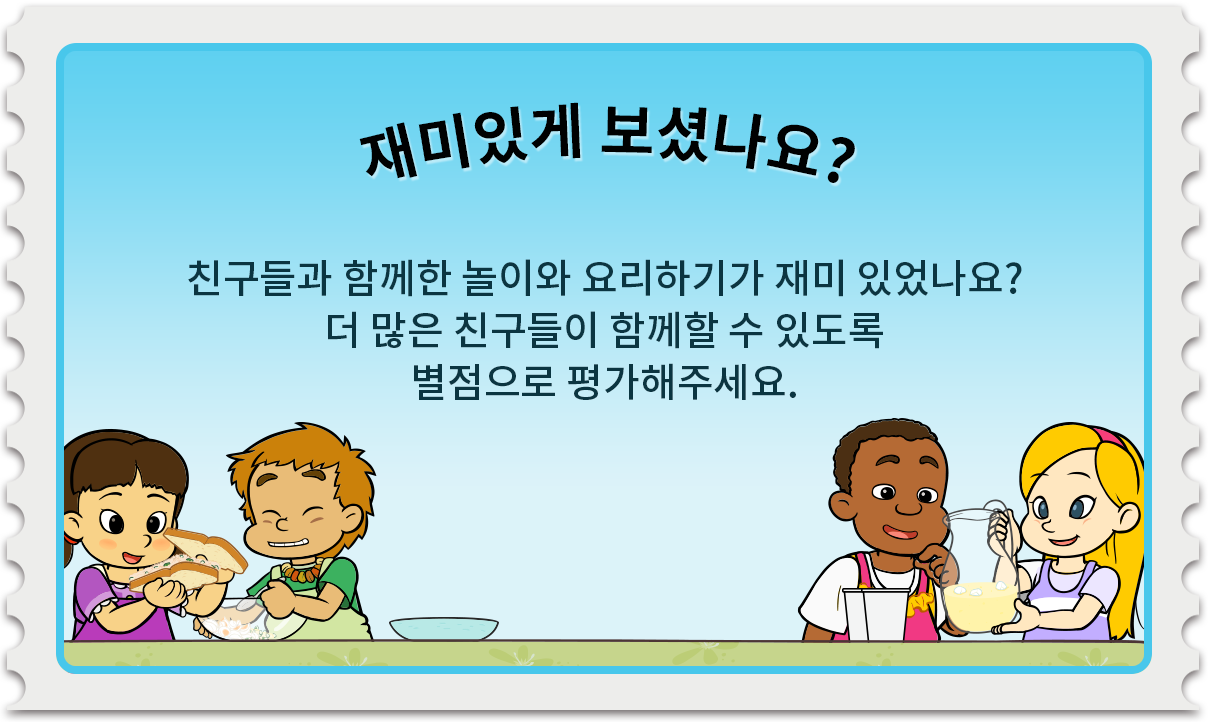 재미있게 보셨나요?
친구들과 함께한 놀이와 요리하기가 재미 있었나요?
더 많은 친구들이 함께할 수 있도록
별점으로 평가해주세요.